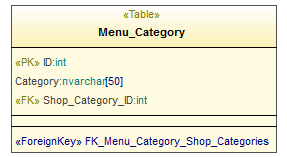 «Table»
Menu_Category
«PK» ID:int
Category:nvarchar[50]
«FK» Shop_Category_ID:int
«ForeignKey» FK_Menu_Category_Shop_Categories